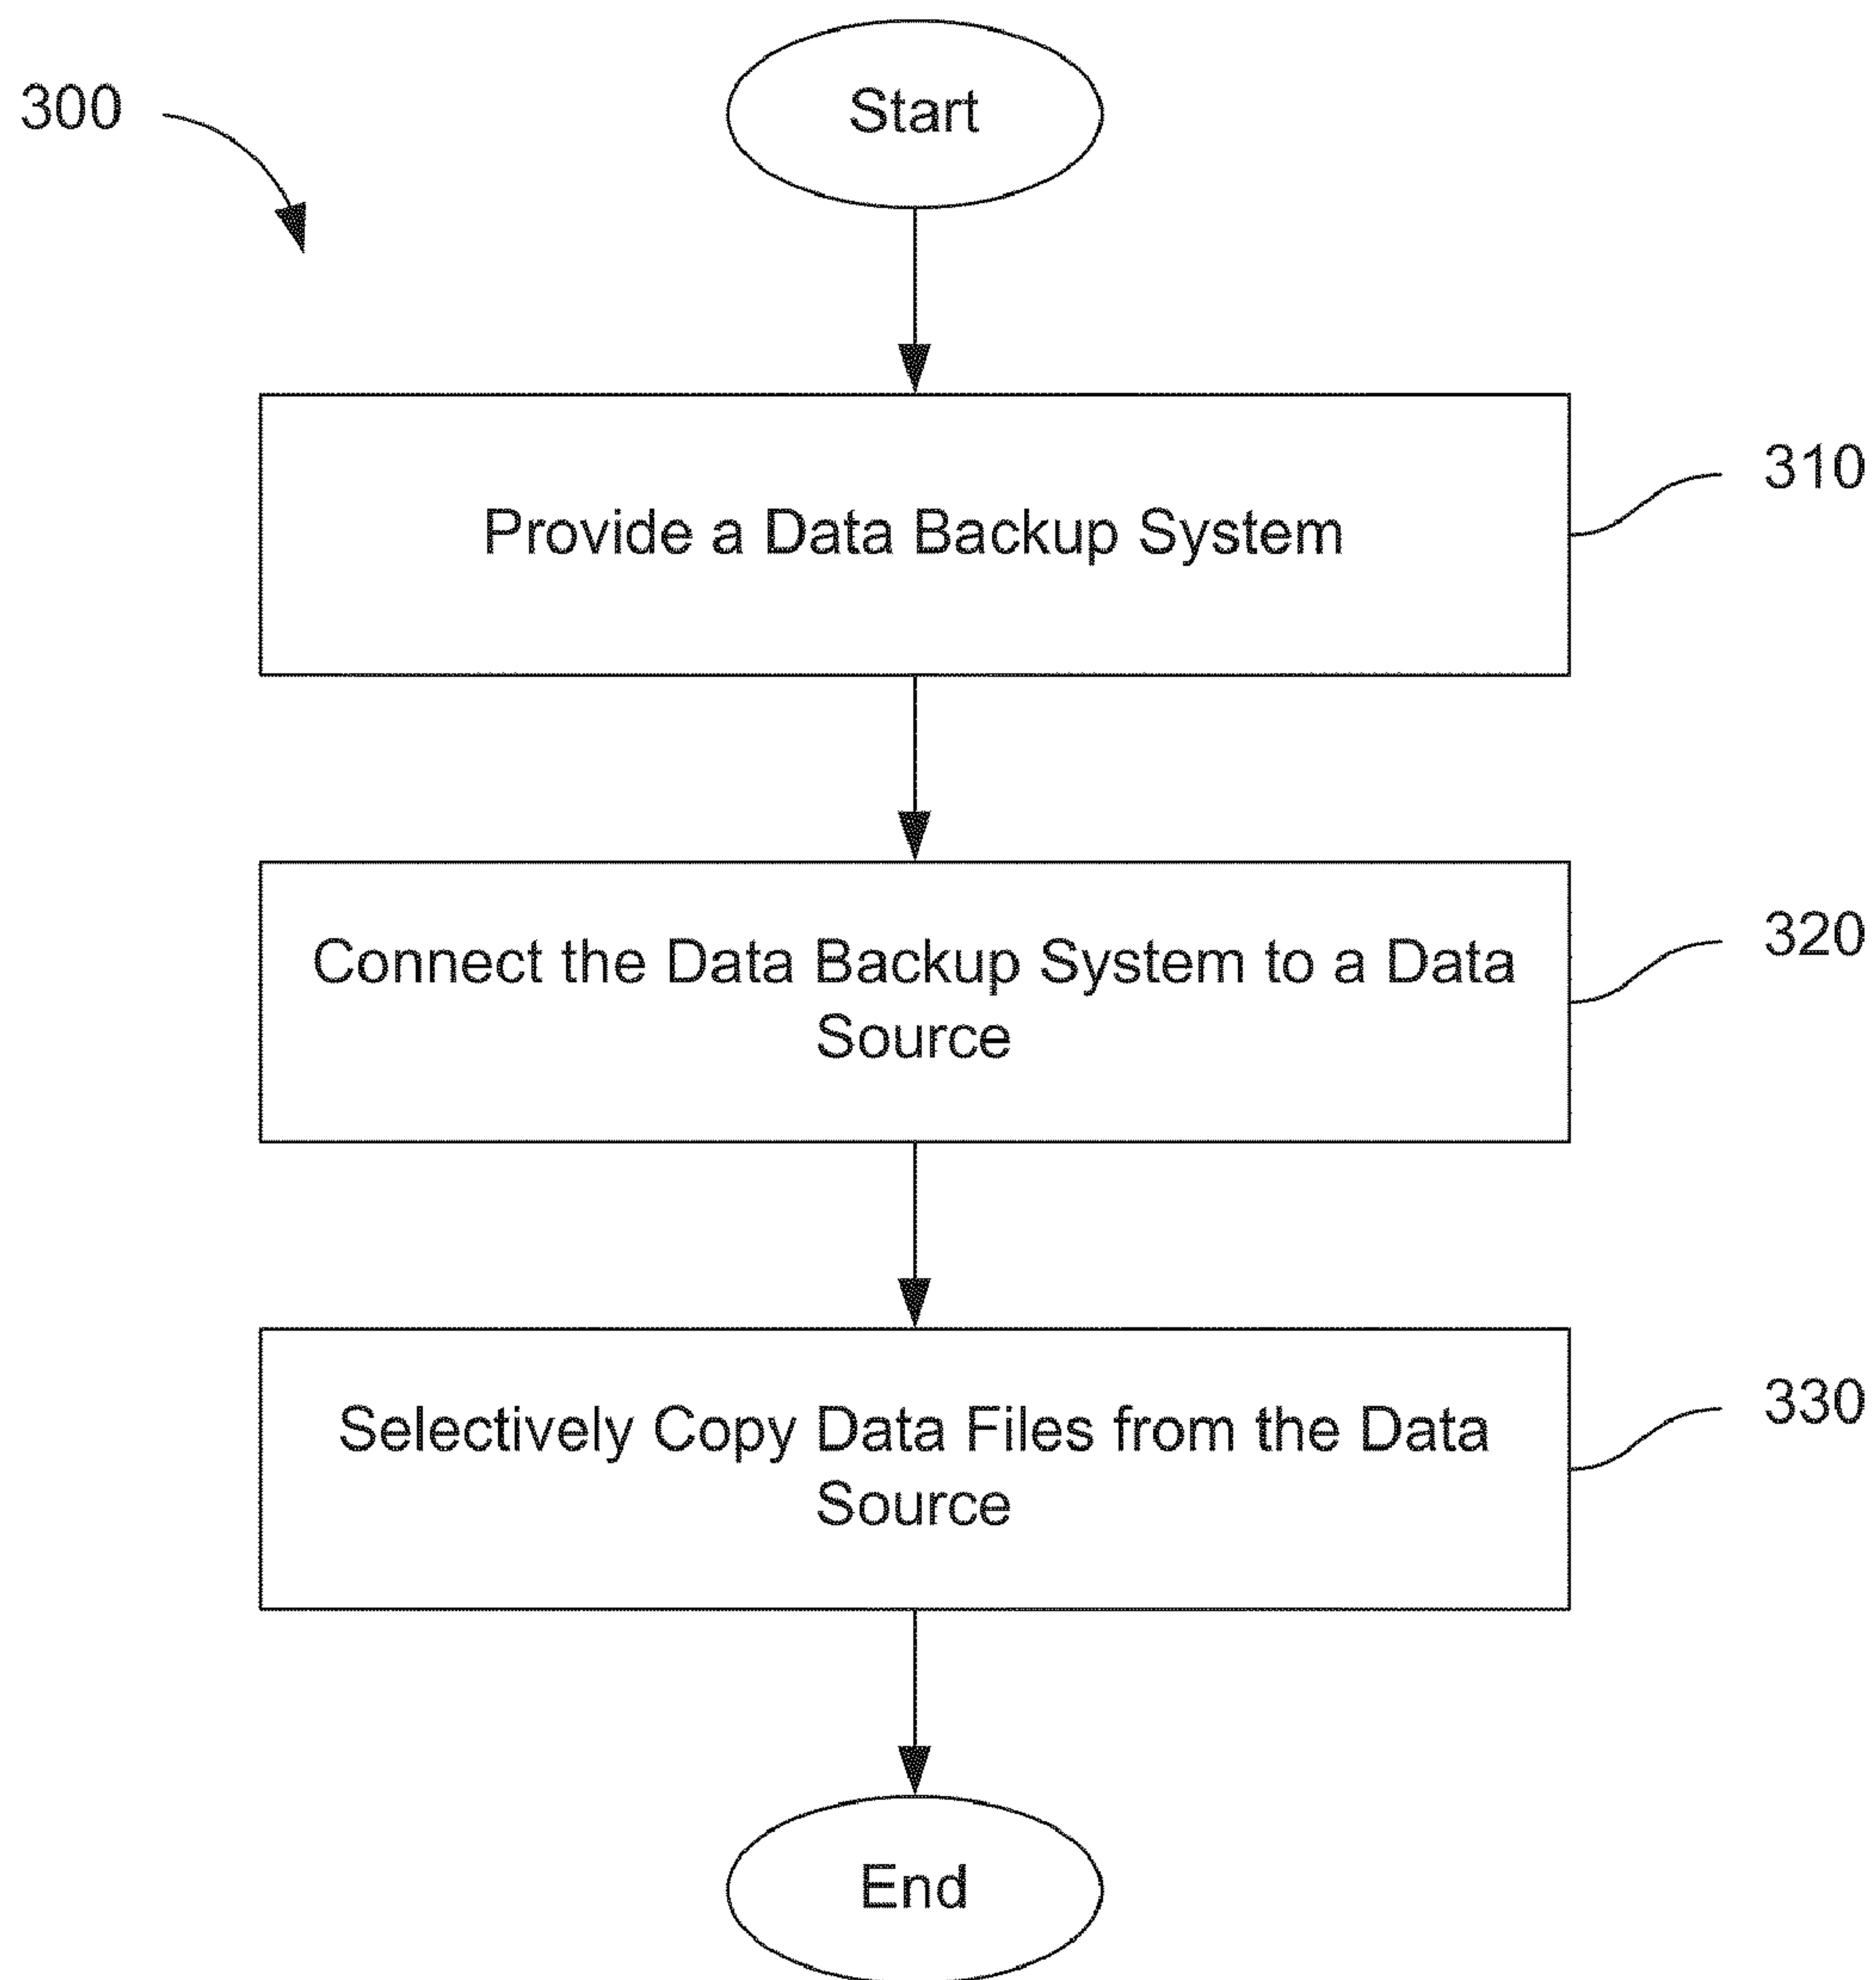 300
Start
Provide a Data Backup System
310
Connect the Data Backup System to a Data
Source
320
Selectively Copy Data Files from the Data
Source
330
End